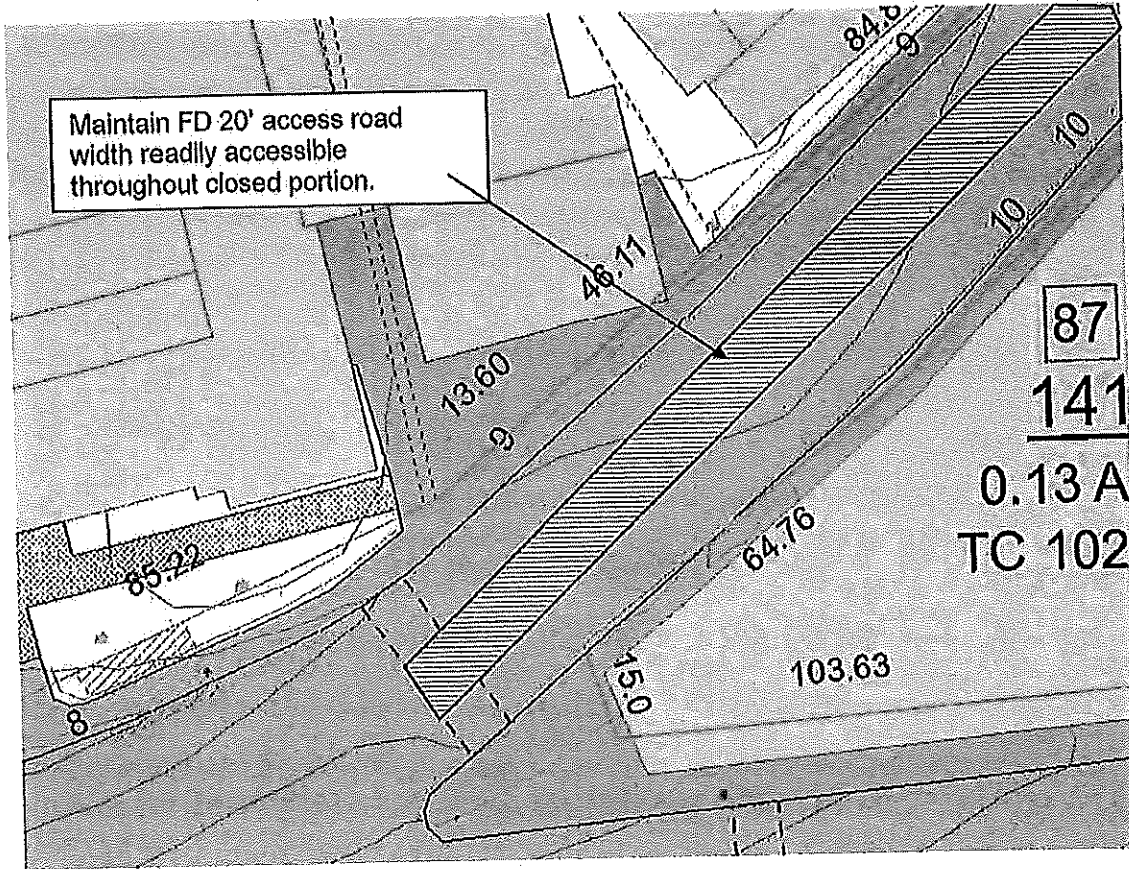 84.8
9
Maintain FD 20' access road
width readily accessible
throughout closed portion.
10
10
46.11
87
141
13.60
9
0.13 A
TC 102
64.76
85.22
15.0
103.63
8